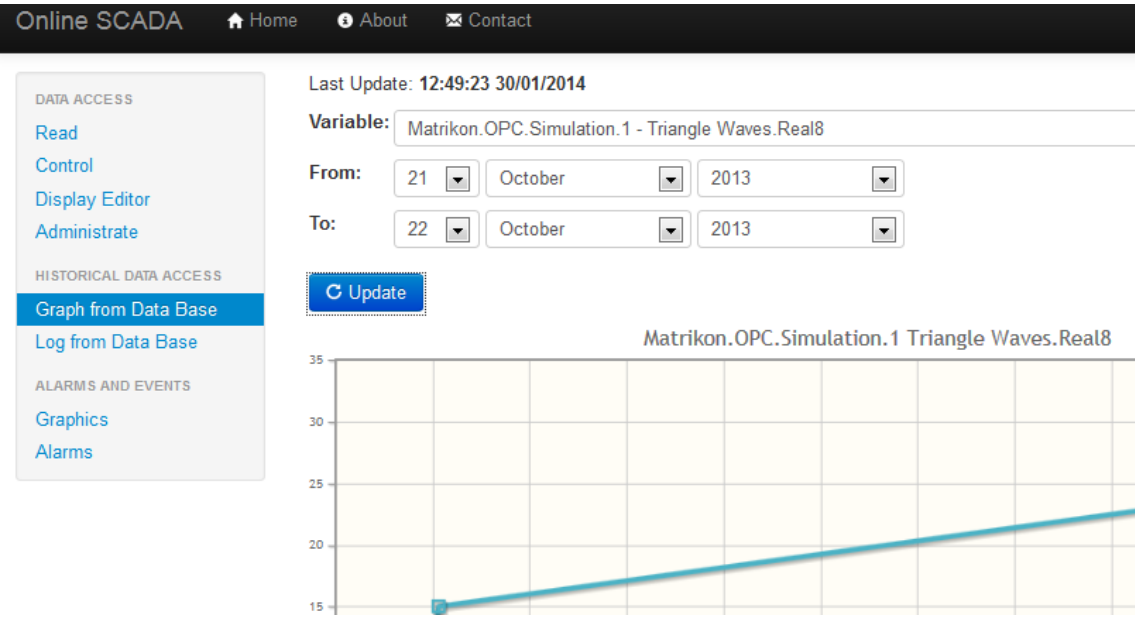 Online SCADA Home About Contact
DATA ACCESS
Read
Control
Display Editor
Administrate
HISTORICAL DATA ACCESS
Graph from Data Base
Log from Data Base
ALARMS AND EVENTS
Graphics
Alarms
Last Update: 12:49:23 30/01/2014
Variable: Matrikon.OPC.Simulation.1 - Triangle Waves.Real8
From: 21 October 2013
To: 22 October 2013
Update
Matrikon.OPC.Simulation.1 Triangle Waves.Real8
35
30
25
20
15